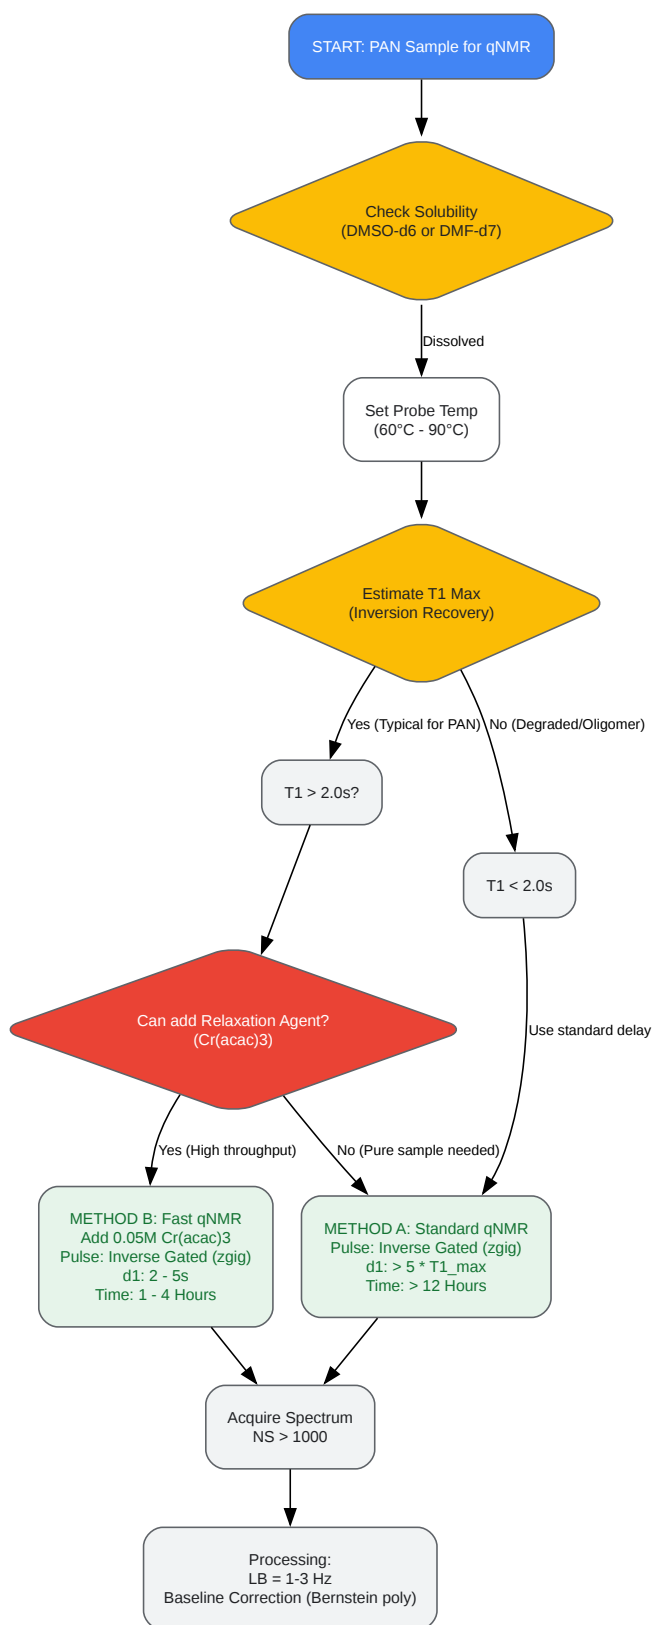 START: PAN Sample for qNMR
Check Solubility
(DMSO-d6 or DMF-d7)
Dissolved
Set Probe Temp
(60°C - 90°C)
Estimate T1 Max
(Inversion Recovery)
Yes (Typical for PAN)
No (Degraded/Oligomer)
T1 > 2.0s?
T1 < 2.0s
Can add Relaxation Agent?
(Cr(acac)3)
Use standard delay
Yes (High throughput)
No (Pure sample needed)
METHOD B: Fast qNMR
Add 0.05M Cr(acac)3
Pulse: Inverse Gated (zgig)
d1: 2 - 5s
Time: 1 - 4 Hours
METHOD A: Standard qNMR
Pulse: Inverse Gated (zgig)
d1: > 5 * T1_max
Time: > 12 Hours
Acquire Spectrum
NS > 1000
Processing:
LB = 1-3 Hz
Baseline Correction (Bernstein poly)